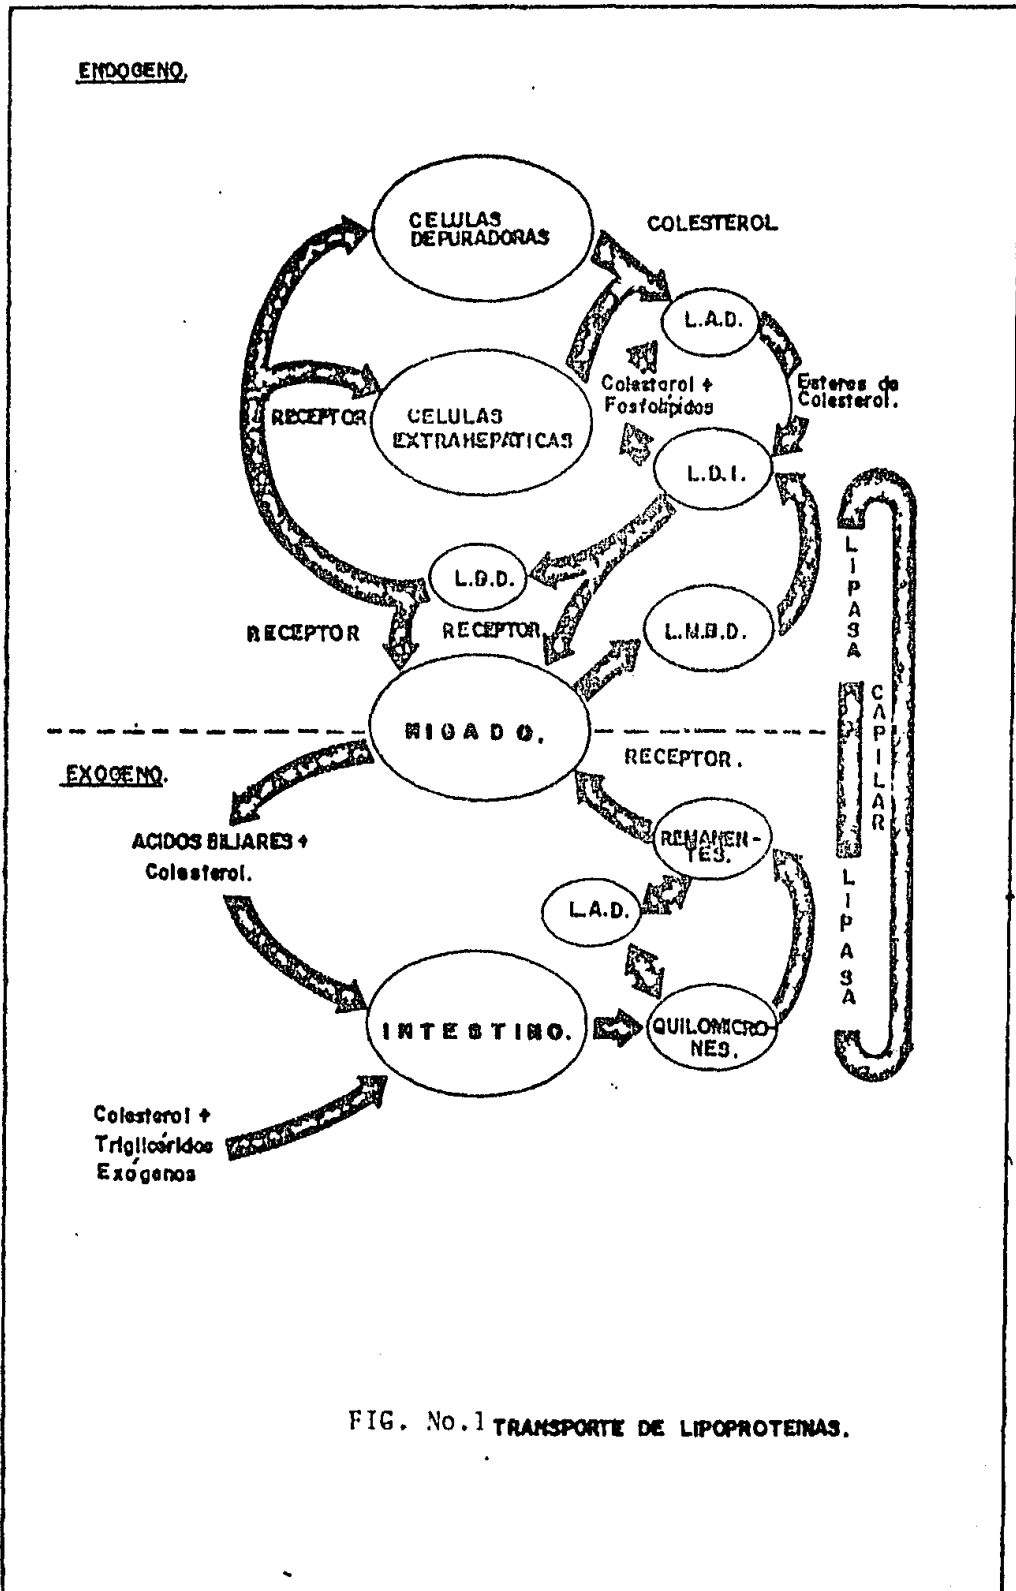 ENDOGENO.
CELULAS
DEPURADORAS
COLESTEROL
L.A.D.
Colesterol +
Fosfolípidos
Esteres de
Colesterol.
RECEPTOR
CELULAS
EXTRAHEPATICAS
L.D.I.
L.B.D.
RECEPTOR
RECEPTOR
L.M.B.D.
LIPASA
HIGADO.
CAPILAR
EXOGENO.
RECEPTOR.
ACIDOS BILIARES +
Colesterol.
REMANEN-
TES.
L.A.D.
LIPASA
INTESTINO.
QUILOMICRO-
NES.
Colesterol +
Triglicéridos
Exógenos
FIG. No.1 TRANSPORTE DE LIPOPROTEINAS.